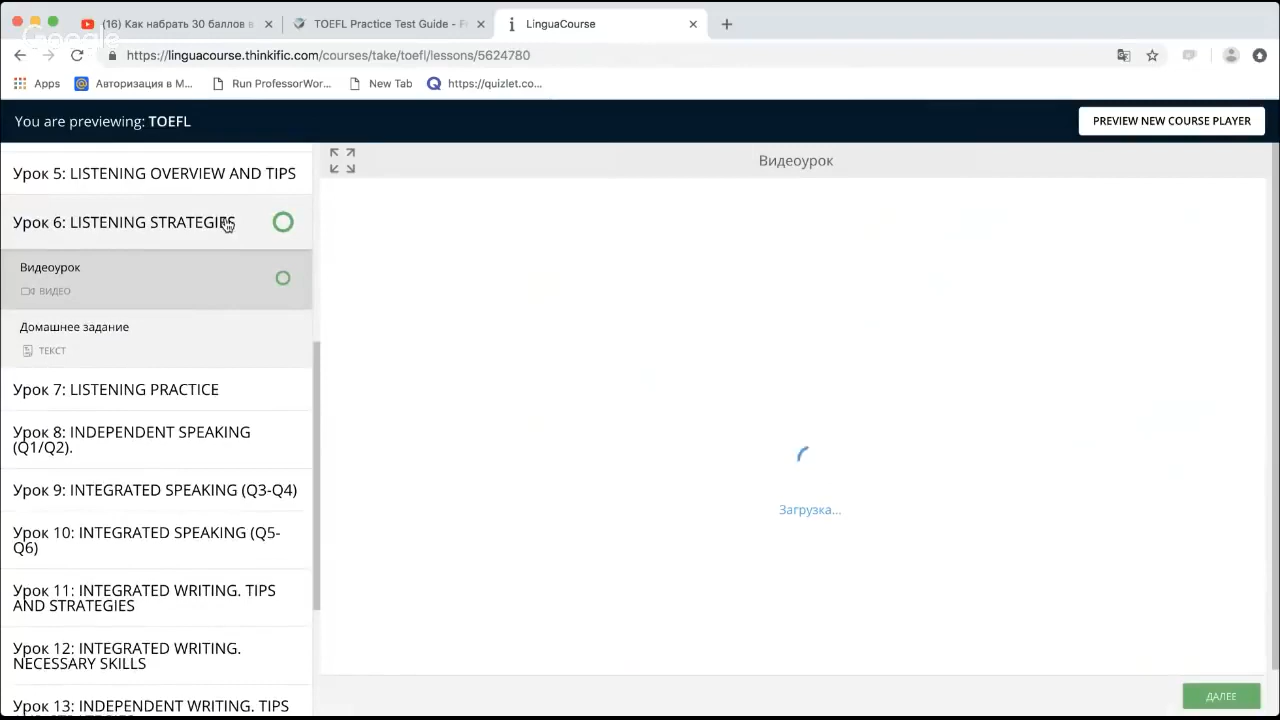 (16) Как набрать 30 баллов в
TOEFL Practice Test Guide - Fr
LinguaCourse
Google
https://linguacourse.thinkific.com/courses/take/toefl/lessons/5624780
Apps
Авторизация в M...
Run ProfessorWor...
New Tab
https://quizlet.co...
You are previewing: TOEFL
PREVIEW NEW COURSE PLAYER
Урок 5: LISTENING OVERVIEW AND TIPS
Видеоурок
Урок 6: LISTENING STRATEGIES
Видеоурок
ВИДЕО
Домашнее задание
ТЕКСТ
Урок 7: LISTENING PRACTICE
Урок 8: INDEPENDENT SPEAKING
(Q1/Q2).
Урок 9: INTEGRATED SPEAKING (Q3-Q4)
Загрузка...
Урок 10: INTEGRATED SPEAKING (Q5-
Q6)
Урок 11: INTEGRATED WRITING. TIPS
AND STRATEGIES
Урок 12: INTEGRATED WRITING.
NECESSARY SKILLS
Урок 13: INDEPENDENT WRITING. TIPS
ДАЛЕЕ